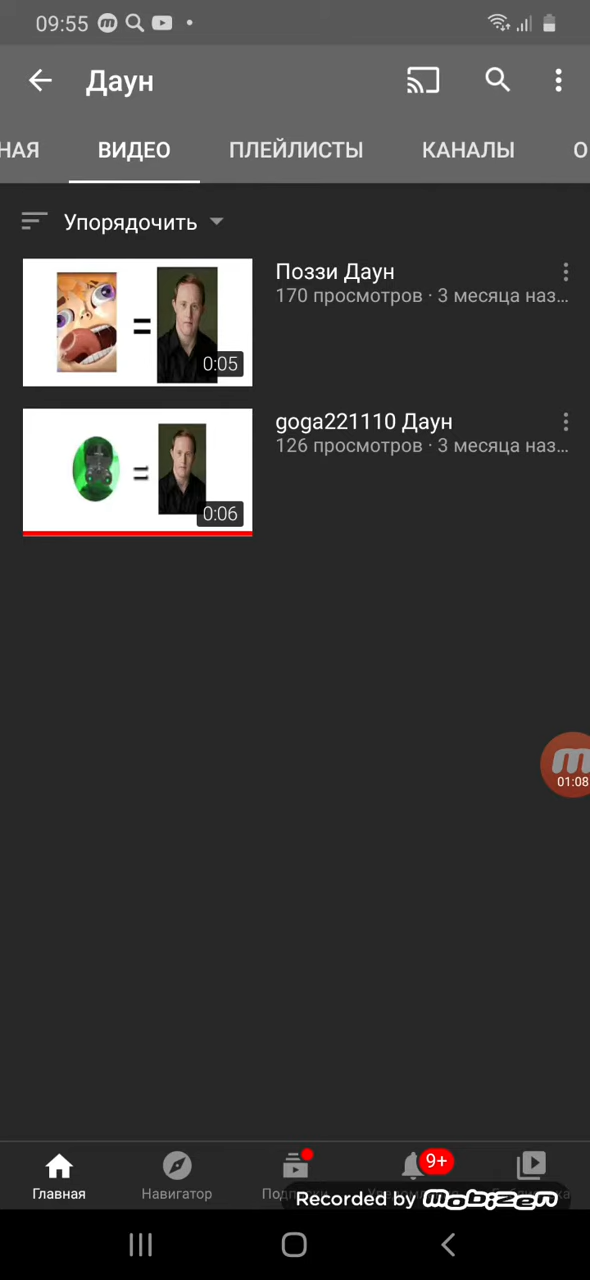 09:55
Даун
НАЯ
ВИДЕО
ПЛЕЙЛИСТЫ
КАНАЛЫ
О
Упорядочить
Поззи Даун
170 просмотров · 3 месяца наз...
=
0:05
goga221110 Даун
126 просмотров · 3 месяца наз...
=
0:06
m
01:08
9+
Главная
Навигатор
Recorded by mobizen